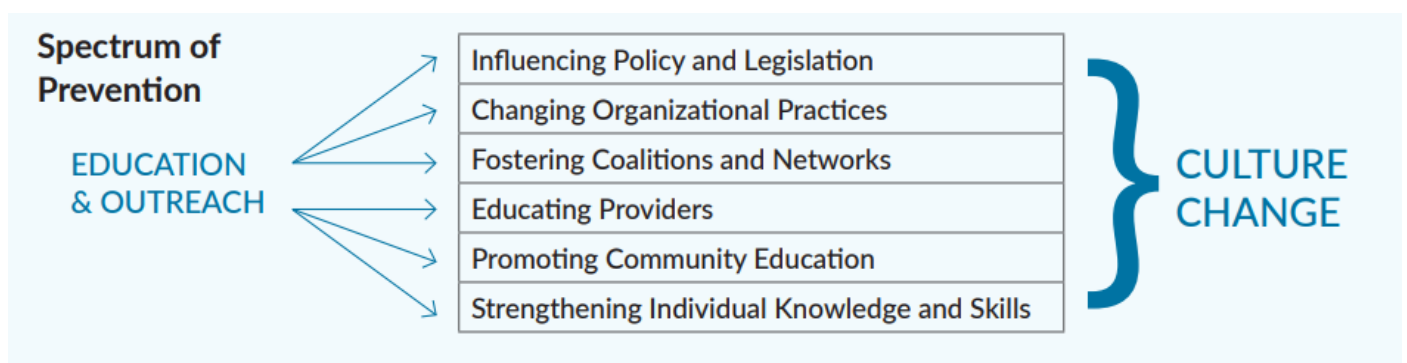 Spectrum of
Prevention
EDUCATION
& OUTREACH
Influencing Policy and Legislation
Changing Organizational Practices
Fostering Coalitions and Networks
Educating Providers
Promoting Community Education
Strengthening Individual Knowledge and Skills
CULTURE
CHANGE